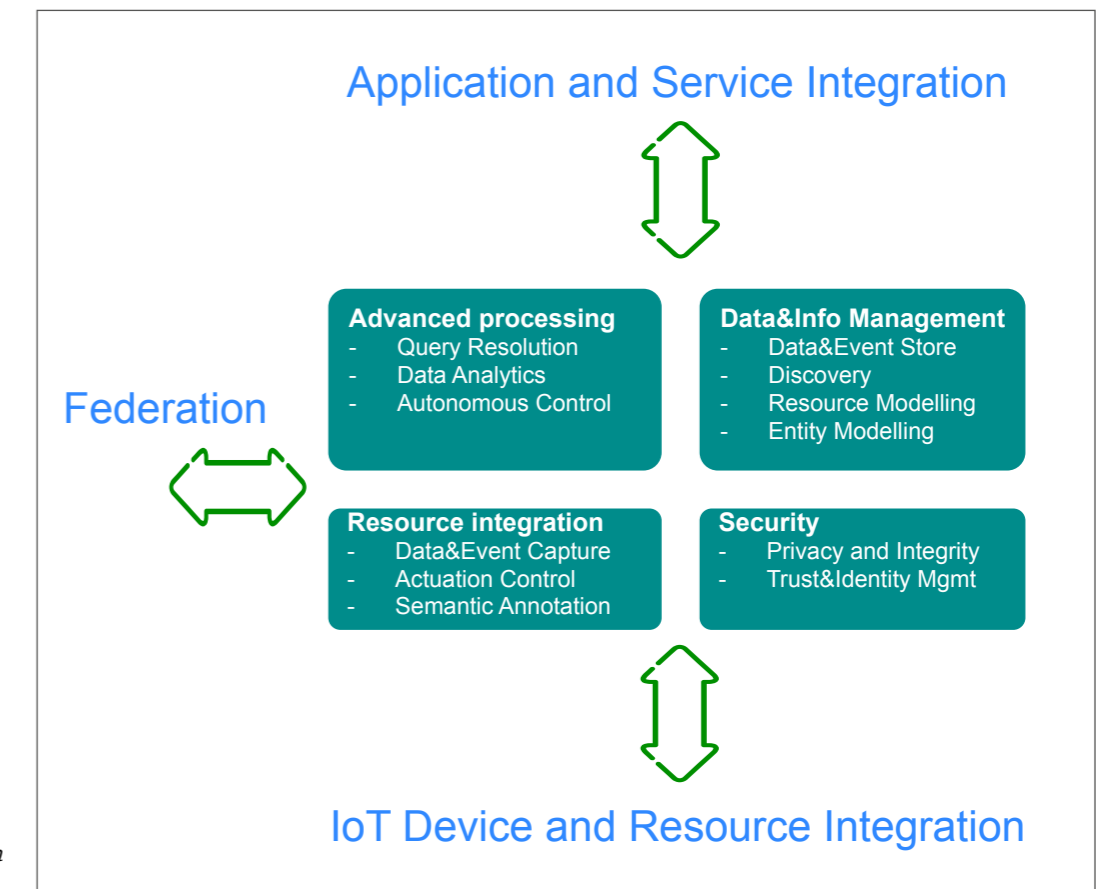 Application and Service Integration
Advanced processing
- Query Resolution
- Data Analytics
- Autonomous Control
Data&Info Management
- Data&Event Store
- Discovery
- Resource Modelling
- Entity Modelling
Federation
Resource integration
- Data&Event Capture
- Actuation Control
- Semantic Annotation
Security
- Privacy and Integrity
- Trust&Identity Mgmt
IoT Device and Resource Integration